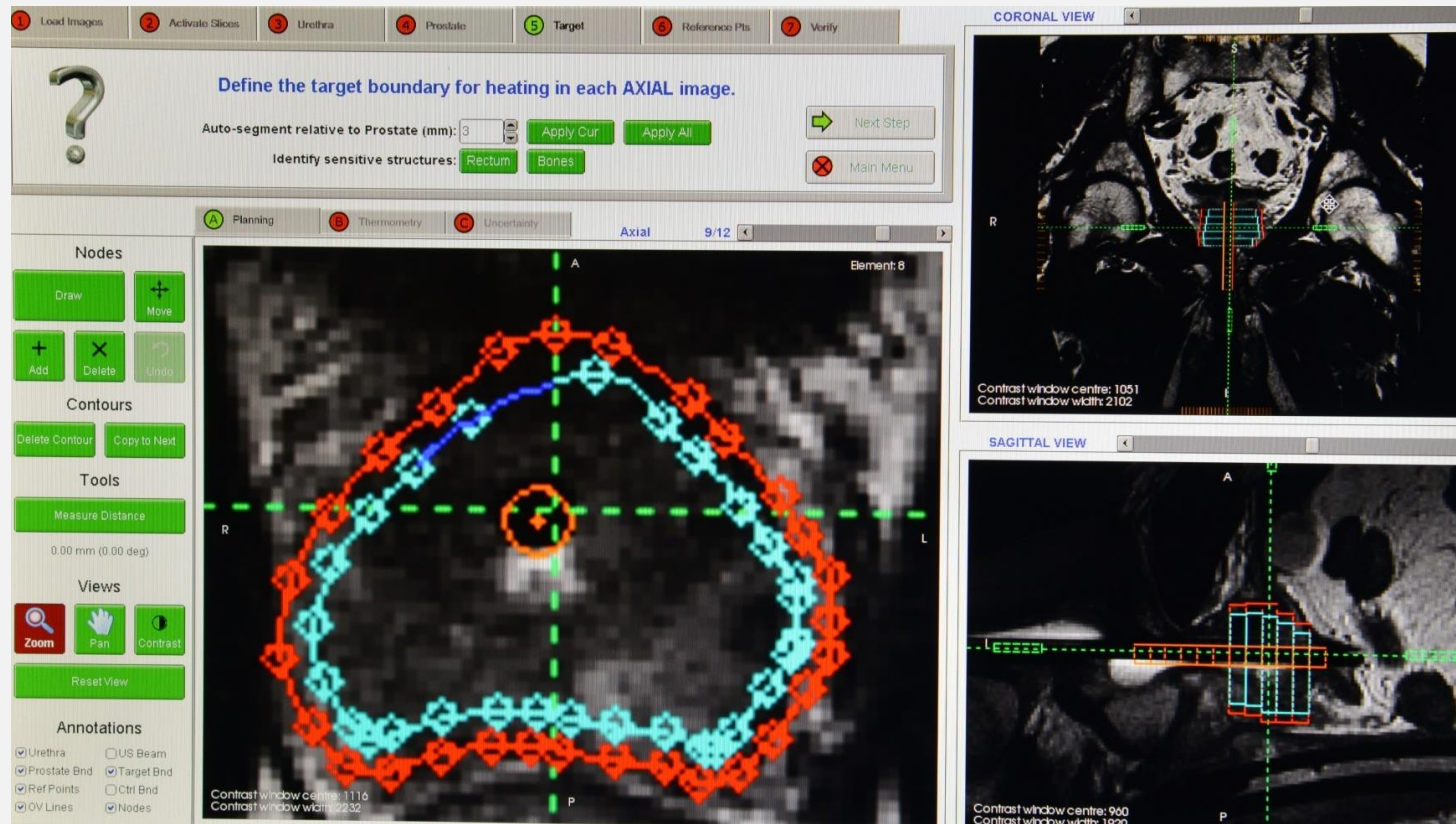 1 Load Images 2 Activate Slices 3 Urethra 4 Prostate 5 Target 6 Reference Pts 7 Verify
Define the target boundary for heating in each AXIAL image.
Auto-segment relative to Prostate (mm): 3 Apply Cur Apply All
Identify sensitive structures: Rectum Bones
Next Step
Main Menu
A Planning B Thermometry C Uncertainty
Axial 9/12
Nodes
Draw
Move
Add
Delete
Undo
Contours
Delete Contour
Copy to Next
Tools
Measure Distance
0.00 mm (0.00 deg)
Views
Zoom
Pan
Contrast
Reset View
Annotations
Urethra US Beam
Prostate Bnd Target Bnd
Ref Points Ctrl Bnd
OV Lines Nodes
A
Element: 8
R
L
P
Contrast window centre: 1116
Contrast window width: 2232
CORONAL VIEW
S
R
I
Contrast window centre: 1051
Contrast window width: 2102
SAGITTAL VIEW
A
L
P
Contrast window centre: 960
Contrast window width: 1920